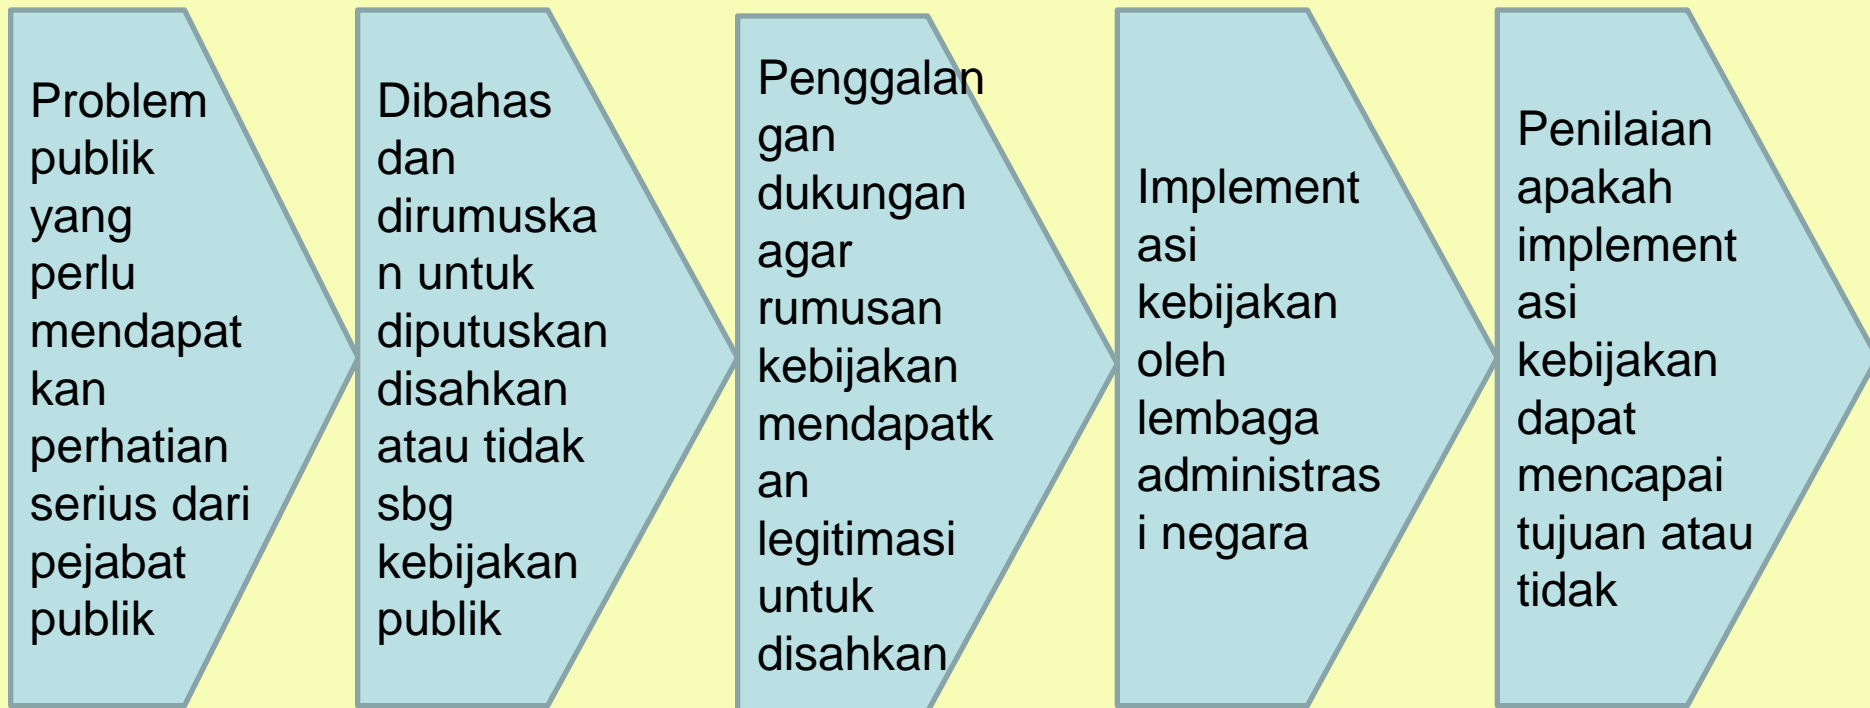 Problem
publik
yang
perlu
mendapat
kan
perhatian
serius dari
pejabat
publik
Dibahas
dan
dirumuska
n untuk
diputuskan
disahkan
atau tidak
sbg
kebijakan
publik
Penggalan
gan
dukungan
agar
rumusan
kebijakan
mendapatk
an
legitimasi
untuk
disahkan
Implement
asi
kebijakan
oleh
lembaga
administras
i negara
Penilaian
apakah
implement
asi
kebijakan
dapat
mencapai
tujuan atau
tidak